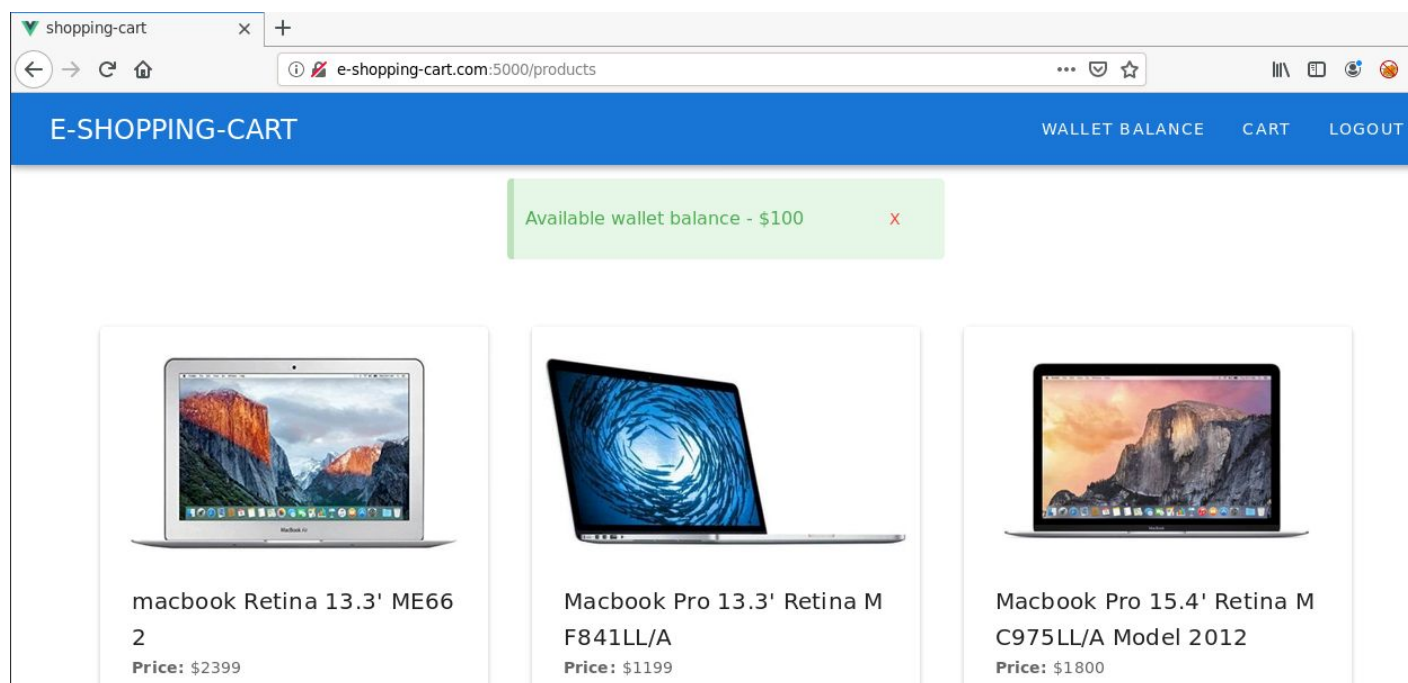 shopping-cart
e-shopping-cart.com:5000/products
E-SHOPPING-CART
WALLET BALANCE CART LOGOUT
Available wallet balance - $100 X
macbook Retina 13.3' ME66
2
Price: $2399
Macbook Pro 13.3' Retina M
F841LL/A
Price: $1199
Macbook Pro 15.4' Retina M
C975LL/A Model 2012
Price: $1800